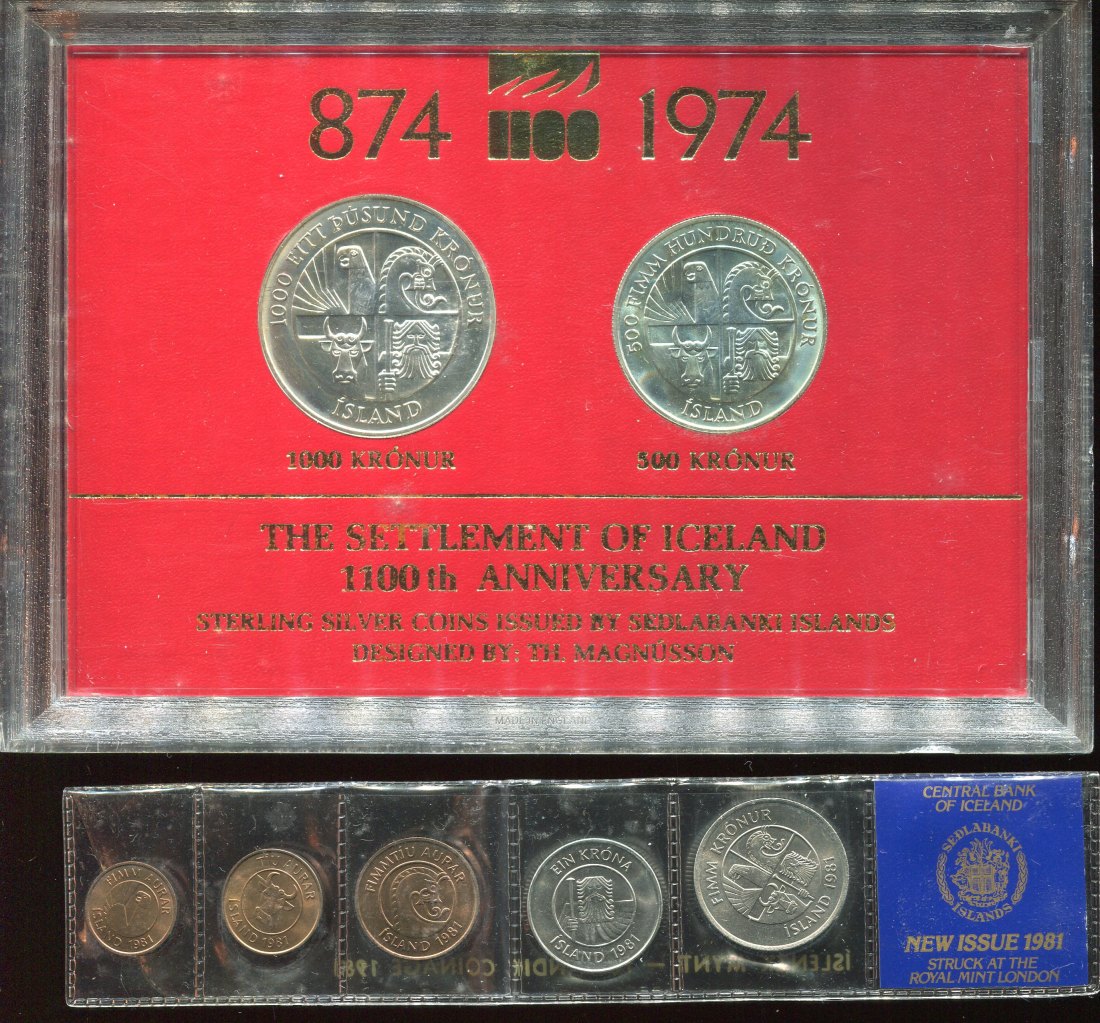 874 1100 1974
1000 EITT ÞÚSUND KRÓNUR
ÍSLAND
500 FIMM HUNDRUÐ KRÓNUR
ÍSLAND
1000 KRÓNUR
500 KRÓNUR
THE SETTLEMENT OF ICELAND
1100th ANNIVERSARY
STERLING SILVER COINS ISSUED BY SEDLABANKI ISLANDS
DESIGNED BY: TH. MAGNÚSSON
MADE IN ENGLAND
FIMM AURAR
ÍSLAND 1981
TÍU AURAR
ÍSLAND 1981
FIMMTÍU AURAR
ÍSLAND 1981
EIN KRÓNA
ÍSLAND 1981
FIMM KRÓNUR
ÍSLAND 1981
CENTRAL BANK
OF ICELAND
SEÐLABANKI
ÍSLANDS
NEW ISSUE 1981
STRUCK AT THE
ROYAL MINT LONDON